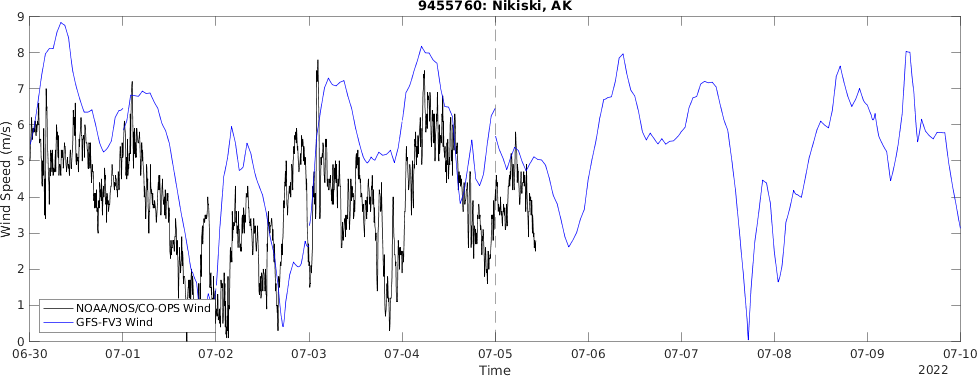 9455760: Nikiski, AK
9
8
7
6
5
4
3
2
1
0
Wind Speed (m/s)
NOAA/NOS/CO-OPS Wind
GFS-FV3 Wind
06-30 07-01 07-02 07-03 07-04 07-05 07-06 07-07 07-08 07-09 07-10
Time
2022